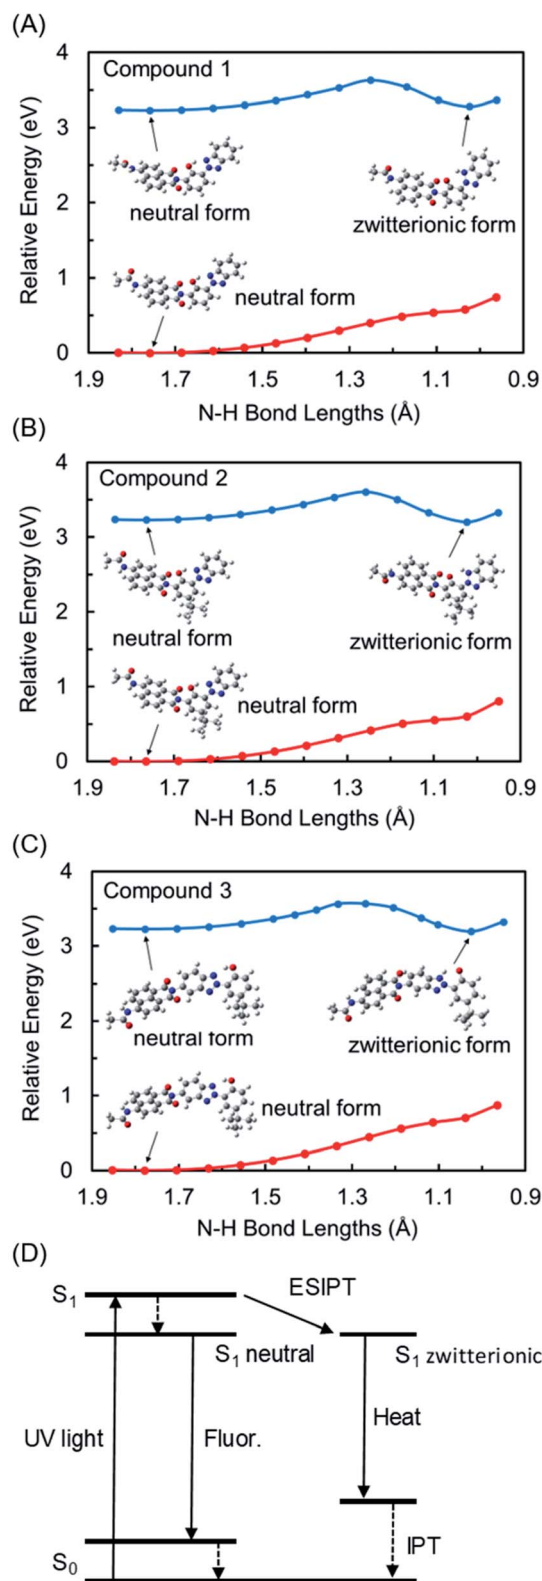 (A)
Compound 1
Relative Energy (eV)
4
3
2
1
0
neutral form
zwitterionic form
neutral form
1.9 1.7 1.5 1.3 1.1 0.9
N-H Bond Lengths (Å)
(B)
Compound 2
Relative Energy (eV)
4
3
2
1
0
neutral form
zwitterionic form
neutral form
1.9 1.7 1.5 1.3 1.1 0.9
N-H Bond Lengths (Å)
(C)
Compound 3
Relative Energy (eV)
4
3
2
1
0
neutral form
zwitterionic form
neutral form
1.9 1.7 1.5 1.3 1.1 0.9
N-H Bond Lengths (Å)
(D)
S₁
ESIPT
S₁ neutral
S₁ zwitterionic
UV light
Fluor.
Heat
S₀
IPT